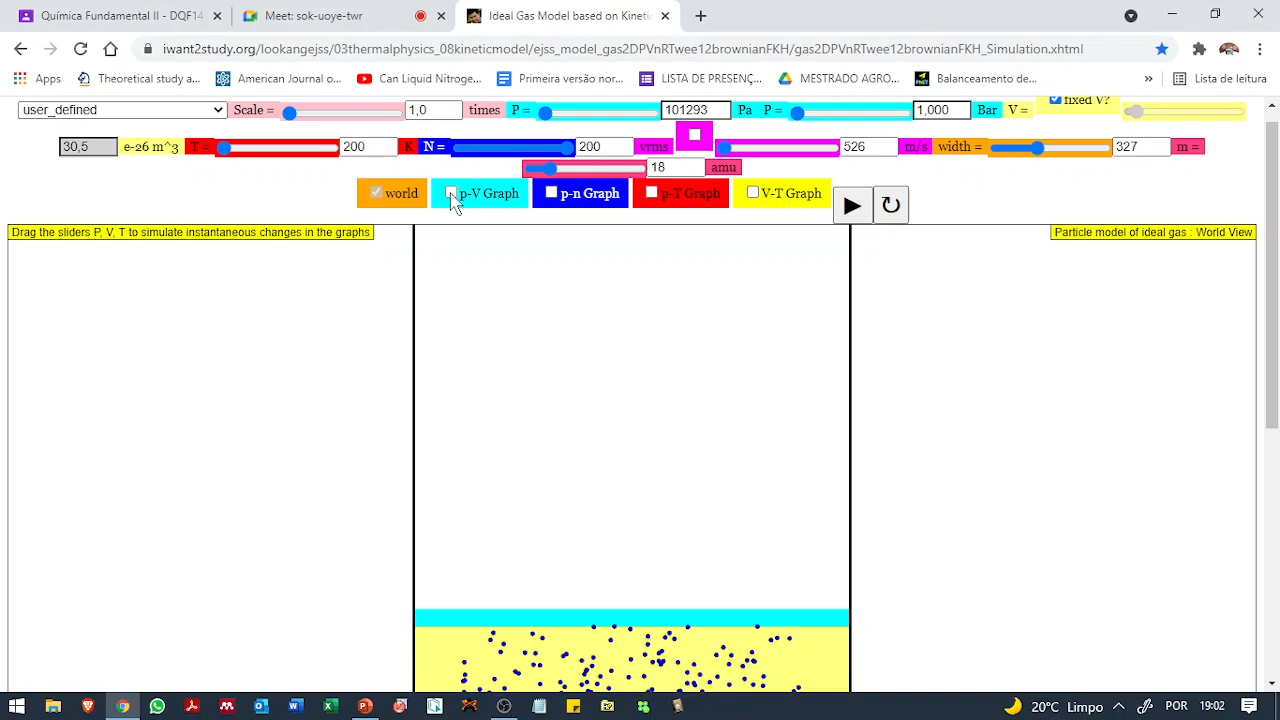 Química Fundamental II - DQF1
Meet: sok-uoye-twr
Ideal Gas Model based on Kinetic
iwant2study.org/lookangejss/03thermalphysics_08kineticmodel/ejss_model_gas2DPVnRTwee12brownianFKH/gas2DPVnRTwee12brownianFKH_Simulation.xhtml
Apps Theoretical study a... American Journal o... Can Liquid Nitroge... Primeira versão nor... LISTA DE PRESENÇ... MESTRADO AGRO... Balanceamento de... » Lista de leitura
user_defined Scale = 1,0 times P = 101293 Pa P = 1,000 Bar V = fixed V?
30,5 e-26 m^3 T = 200 K N = 200 vrms 526 m/s width = 327 m =
18 amu
world p-V Graph p-n Graph p-T Graph V-T Graph
Drag the sliders P, V, T to simulate instantaneous changes in the graphs
Particle model of ideal gas : World View
20°C Limpo POR 19:02